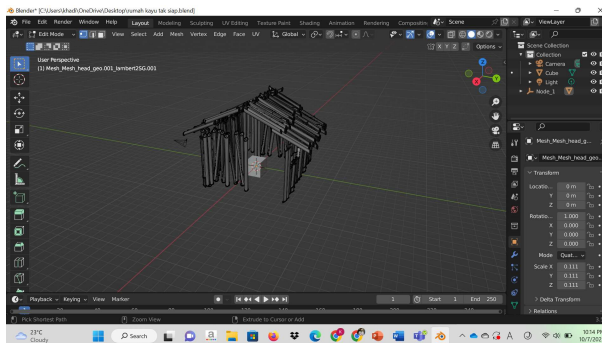 Blender* [C:\Users\khedi\OneDrive\Desktop\rumah kayu tak siap.blend]
File Edit Render Window Help Layout Modeling Sculpting UV Editing Texture Paint Shading Animation Rendering Compositin Scene ViewLayer
Edit Mode View Select Add Mesh Vertex Edge Face UV Global
X Y Z Options
User Perspective
(1) Mesh_Mesh_head_geo.001_lambert2SG.001
Z
Y
X
Scene Collection
Collection
Camera
Cube
Light
Node_1
Mesh_Mesh_head_g...
Mesh_Mesh_head_geo...
Transform
Locatio... 0 m
Y 0 m
Z 0 m
Rotatio... 1.000
X 0.000
Y 0.000
Z 0.000
Mode Quat...
Scale X 0.111
Y 0.111
Z 0.111
Delta Transform
Relations
Playback Keying View Marker 1 Start 1 End 250
Pick Shortest Path Zoom View Extrude to Cursor or Add
23°C
Cloudy
Search
10:14 PM